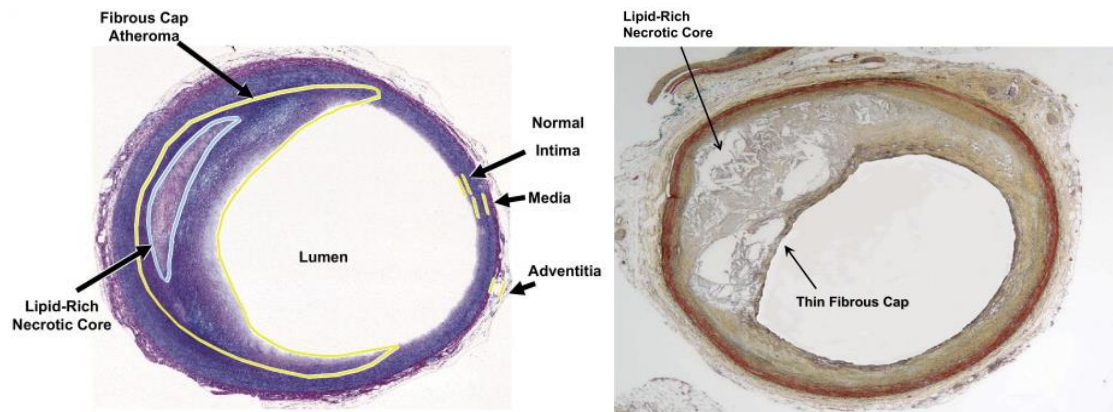 Fibrous Cap
Atheroma
Normal
Intima
Media
Lumen
Adventitia
Lipid-Rich
Necrotic Core
Lipid-Rich
Necrotic Core
Thin Fibrous Cap